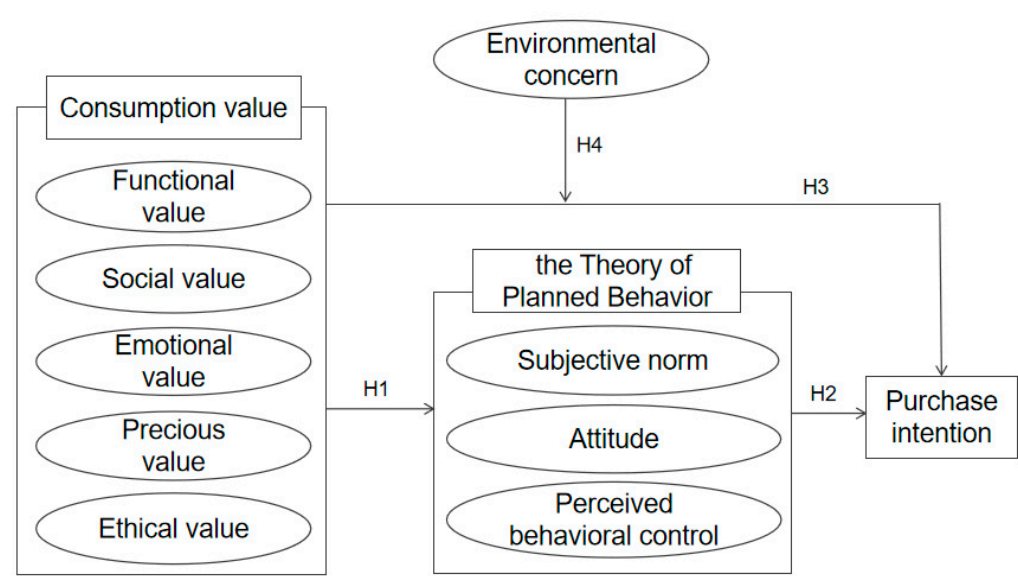 Environmental
concern
Consumption value
H4
Functional
value
H3
Social value
the Theory of
Planned Behavior
Emotional
value
Subjective norm
H1
H2
Purchase
intention
Precious
value
Attitude
Ethical value
Perceived
behavioral control